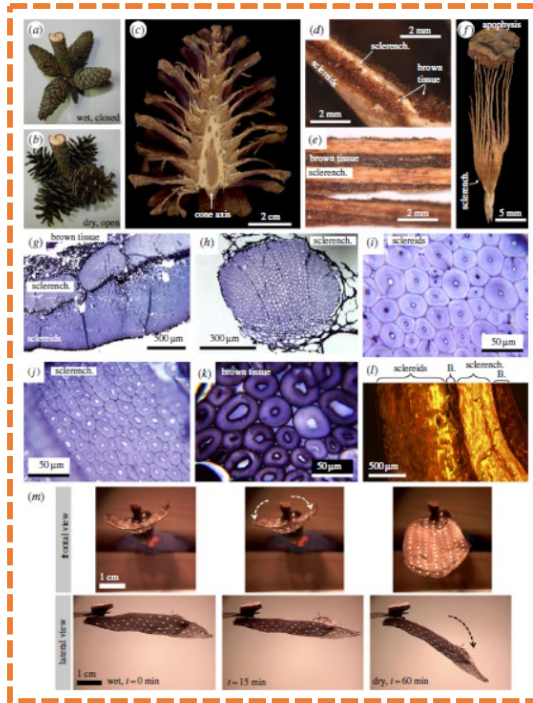 (a)
wet, closed
(b)
dry, open
(c)
cone axis
2 cm
(d)
2 mm
sclerench.
sclereids
brown
tissue
2 mm
(e)
brown tissue
sclerench.
2 mm
(f)
apophysis
sclerench.
5 mm
(g)
brown tissue
sclerench.
sclereids
500 µm
(h)
sclerench.
300 µm
(i)
sclereids
50 µm
(j)
sclerench.
50 µm
(k)
brown tissue
50 µm
(l)
sclereids
B.
sclerench.
B.
500 µm
(m)
frontal view
1 cm
lateral view
1 cm
wet, t=0 min
t=15 min
dry, t=60 min